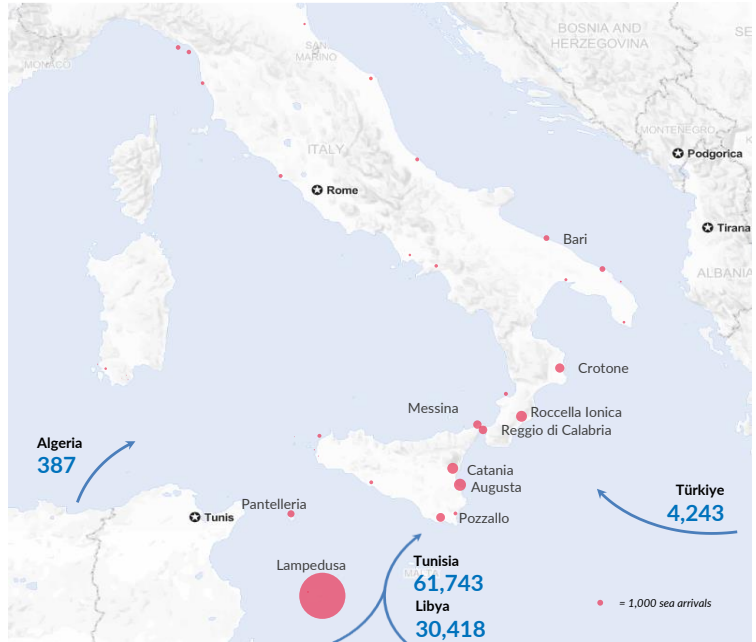 BOSNIA AND
HERZEGOVINA
SE
SAN
MARINO
MONACO
MONTENEGRO
K
Podgorica
ITALY
Rome
Tirana
Bari
ALBANIA
Crotone
Messina
Roccella Ionica
Reggio di Calabria
Algeria
387
Catania
Augusta
Türkiye
4,243
Pantelleria
Tunis
Pozzallo
Lampedusa
Tunisia
61,743
MALTA
Libya
30,418
= 1,000 sea arrivals